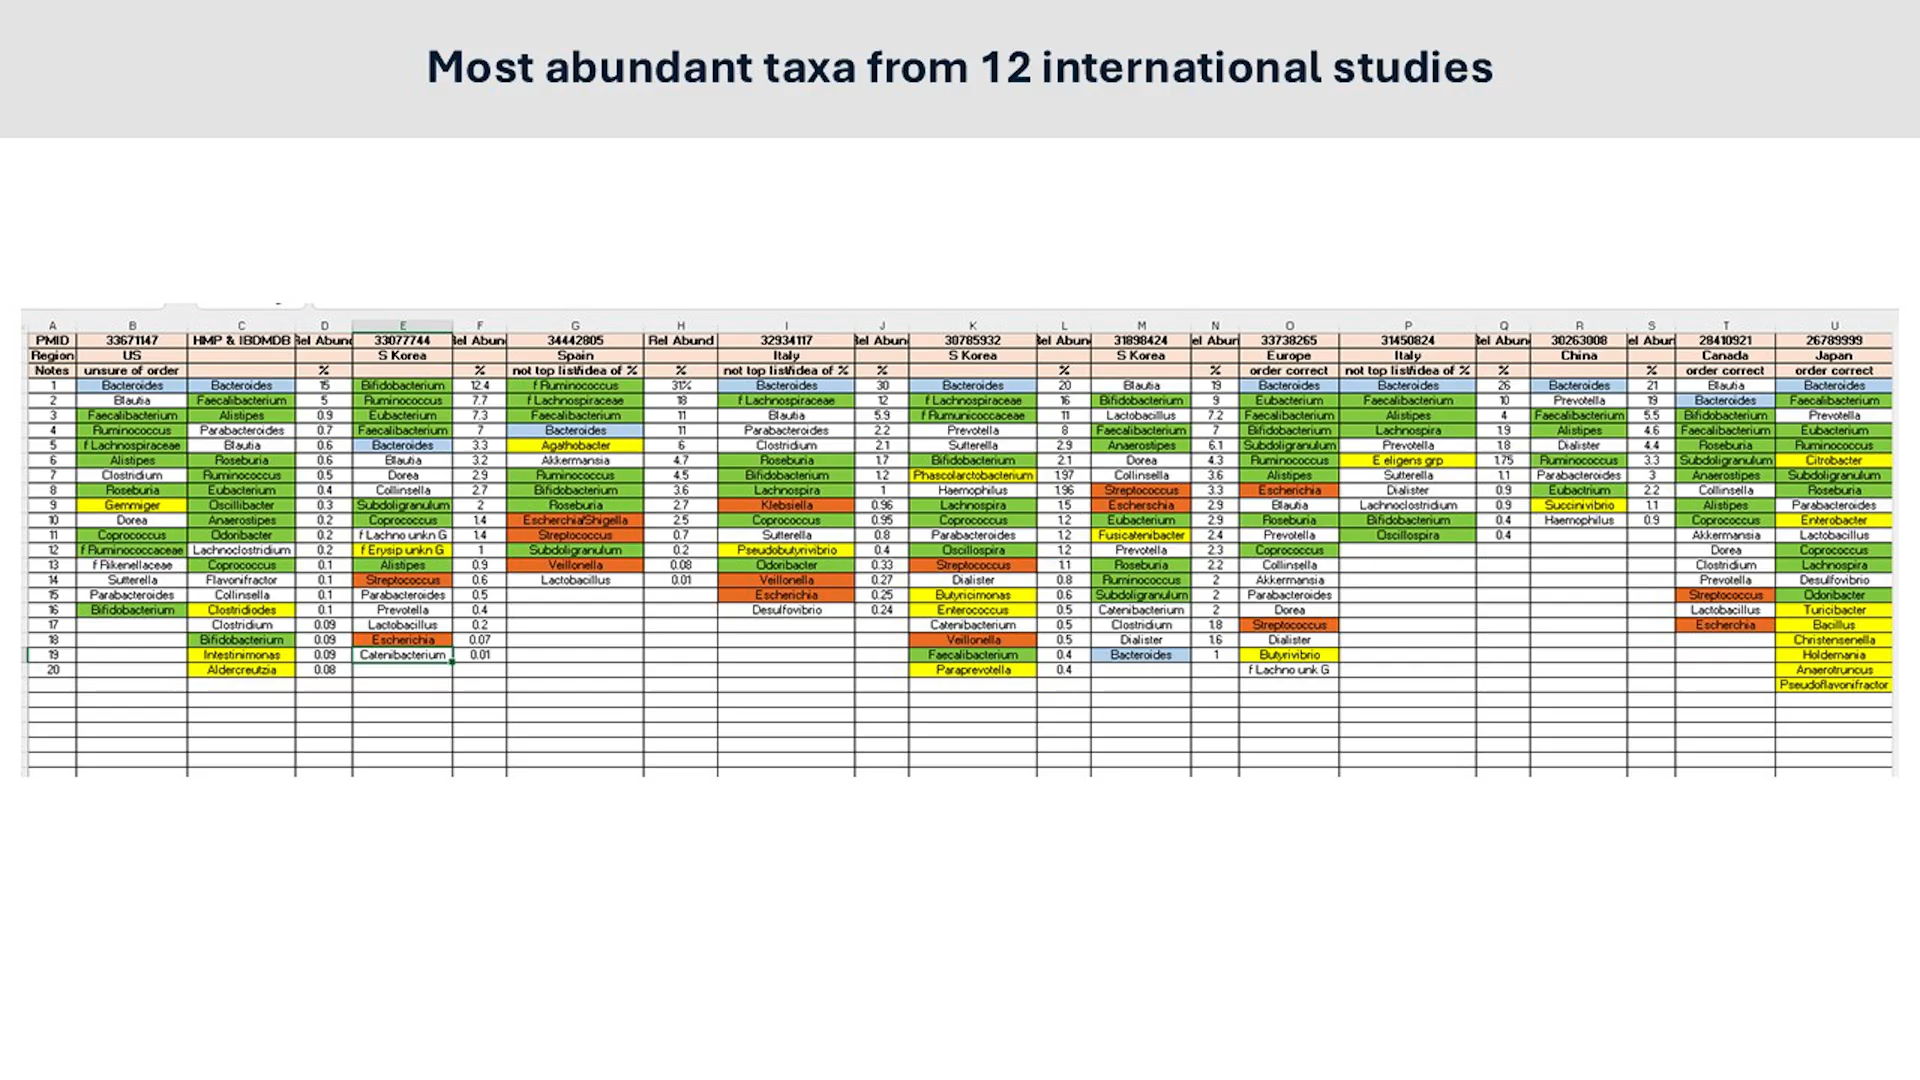 Most abundant taxa from 12 international studies
A B C D E F G H I J K L M N O P Q R S T U
PMID 33671147 HMP & IBDMDB Rel Abund 33077744 Rel Abun 34442805 Rel Abund 32934117 Rel Abun 30785932 Rel Abun 31898424 el Abur 33738265 31450824 Rel Abun 30263008 el Abur 28410921 26789999
Region US S Korea Spain Italy S Korea S Korea Europe Italy China Canada Japan
Notes unsure of order % % not top list/idea of % % not top list/idea of % % % % order correct not top list/idea of % % % order correct order correct
1 Bacteroides Bacteroides 15 Bifidobacterium 12.4 f Ruminococcus 31% Bacteroides 30 Bacteroides 20 Blautia 19 Bacteroides Bacteroides 26 Bacteroides 21 Blautia Bacteroides
2 Blautia Faecalibacterium 5 Ruminococcus 7.7 f Lachnospiraceae 18 f Lachnospiraceae 12 f Lachnospiraceae 16 Bifidobacterium 9 Eubacterium Faecalibacterium 10 Prevotella 19 Bacteroides Faecalibacterium
3 Faecalibacterium Alistipes 0.9 Eubacterium 7.3 Faecalibacterium 11 Blautia 5.9 f Rumunicoccaceae 11 Lactobacillus 7.2 Faecalibacterium Alistipes 4 Faecalibacterium 5.5 Bifidobacterium Prevotella
4 Ruminococcus Parabacteroides 0.7 Faecalibacterium 7 Bacteroides 11 Parabacteroides 2.2 Prevotella 8 Faecalibacterium 7 Bifidobacterium Lachnospira 1.9 Alistipes 4.6 Faecalibacterium Eubacterium
5 f Lachnospiraceae Blautia 0.6 Bacteroides 3.3 Agathobacter 6 Clostridium 2.1 Sutterella 2.9 Anaerostipes 6.1 Subdoligranulum Prevotella 1.8 Dialister 4.4 Roseburia Ruminococcus
6 Alistipes Roseburia 0.6 Blautia 3.2 Akkermansia 4.7 Roseburia 1.7 Bifidobacterium 2.1 Dorea 4.3 Ruminococcus E eligens grp 1.75 Ruminococcus 3.3 Subdoligranulum Citrobacter
7 Clostridium Ruminococcus 0.5 Dorea 2.9 Ruminococcus 4.5 Bifidobacterium 1.2 Phascolarctobacterium 1.97 Collinsella 3.6 Alistipes Sutterella 1.1 Parabacteroides 3 Anaerostipes Subdoligranulum
8 Roseburia Eubacterium 0.4 Collinsella 2.7 Bifidobacterium 3.6 Lachnospira 1 Haemophilus 1.96 Streptococcus 3.3 Escherichia Dialister 0.9 Eubactrium 2.2 Collinsella Roseburia
9 Gemmiger Oscillibacter 0.3 Subdoligranulum 2 Roseburia 2.7 Klebsiella 0.96 Lachnospira 1.5 Escherschia 2.9 Blautia Lachnoclostridium 0.9 Succinivibrio 1.1 Alistipes Parabacteroides
10 Dorea Anaerostipes 0.2 Coprococcus 1.4 Escherchia/Shigella 2.5 Coprococcus 0.95 Coprococcus 1.2 Eubacterium 2.9 Roseburia Bifidobacterium 0.4 Haemophilus 0.9 Coprococcus Enterobacter
11 Coprococcus Odoribacter 0.2 f Lachno unkn G 1.4 Streptococcus 0.7 Sutterella 0.8 Parabacteroides 1.2 Fusicatenibacter 2.4 Prevotella Oscillospira 0.4 Akkermansia Lactobacillus
12 f Ruminococcaceae Lachnoclostridium 0.2 f Erysip unkn G 1 Subdoligranulum 0.2 Pseudobutyrivibrio 0.4 Oscillospira 1.2 Prevotella 2.3 Coprococcus Dorea Coprococcus
13 f Rikenellaceae Coprococcus 0.1 Alistipes 0.9 Veillonella 0.08 Odoribacter 0.33 Streptococcus 1.1 Roseburia 2.2 Collinsella Clostridium Lachnospira
14 Sutterella Flavonifractor 0.1 Streptococcus 0.6 Lactobacillus 0.01 Veillonella 0.27 Dialister 0.8 Ruminococcus 2 Akkermansia Prevotella Desulfovibrio
15 Parabacteroides Collinsella 0.1 Parabacteroides 0.5 Escherichia 0.25 Butyricimonas 0.6 Subdoligranulum 2 Parabacteroides Streptococcus Odoribacter
16 Bifidobacterium Clostridiodes 0.1 Prevotella 0.4 Desulfovibrio 0.24 Enterococcus 0.5 Catenibacterium 2 Dorea Lactobacillus Turicibacter
17 Clostridium 0.09 Lactobacillus 0.2 Catenibacterium 0.5 Clostridium 1.8 Streptococcus Escherchia Bacillus
18 Bifidobacterium 0.09 Escherichia 0.07 Veillonella 0.5 Dialister 1.6 Dialister Christensenella
19 Intestinimonas 0.09 Catenibacterium 0.01 Faecalibacterium 0.4 Bacteroides 1 Butyrivibrio Holdemania
20 Aldercreutzia 0.08 Paraprevotella 0.4 f Lachno unk G Anaerotruncus
Pseudoflavonifractor